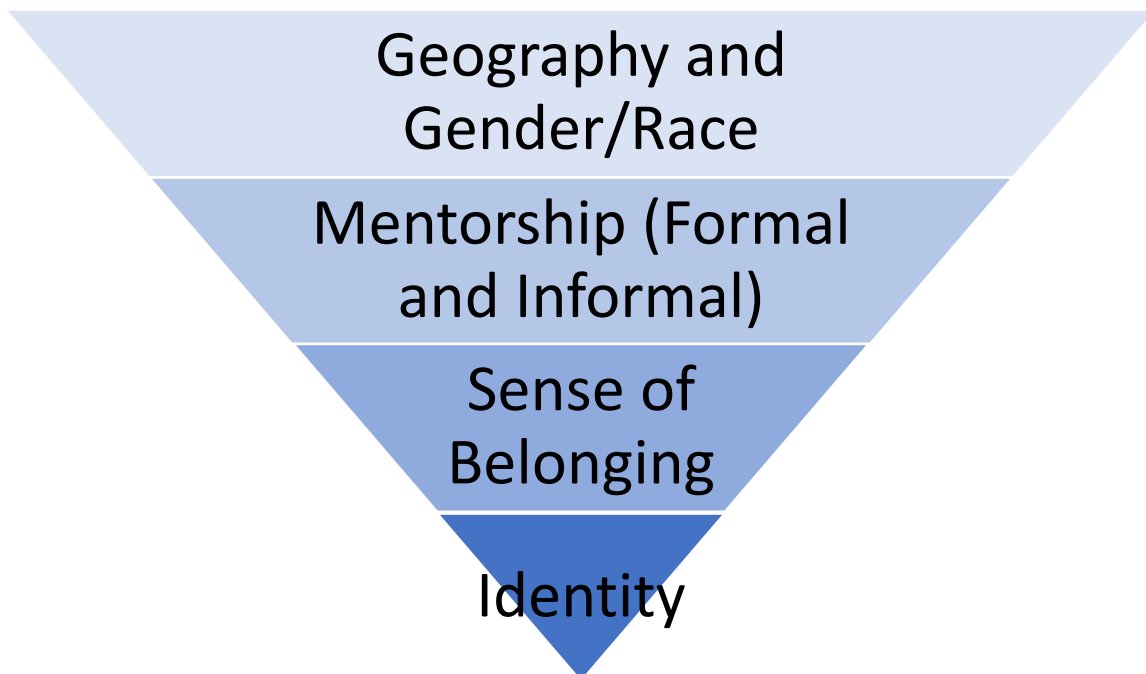 Geography and
Gender/Race
Mentorship (Formal
and Informal)
Sense of
Belonging
Identity